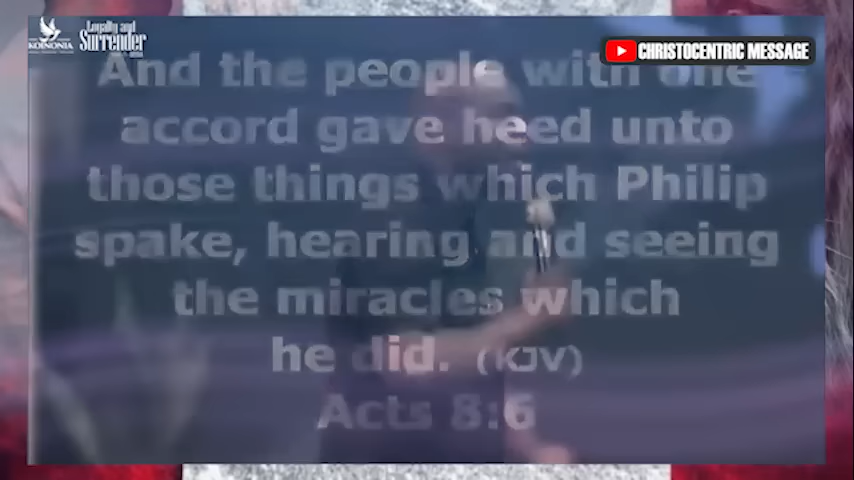 KOINONIA
Loyalty and
Surrender
CHRISTOCENTRIC MESSAGE
And the people with one
accord gave heed unto
those things which Philip
spake, hearing and seeing
the miracles which
he did. (KJV)
Acts 8:6